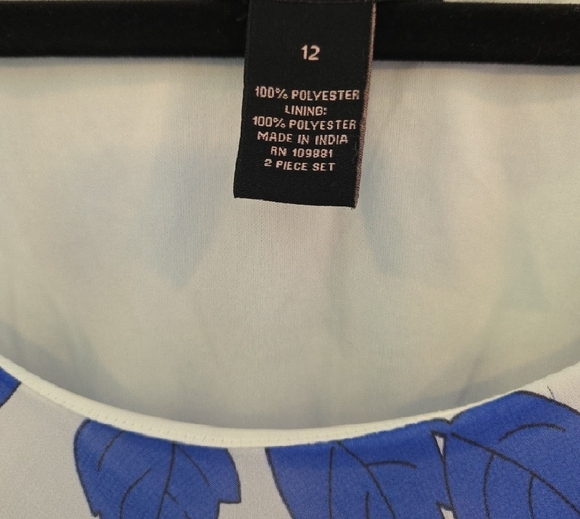 12
100% POLYESTER
LINING:
100% POLYESTER
MADE IN INDIA
RN 109881
2 PIECE SET